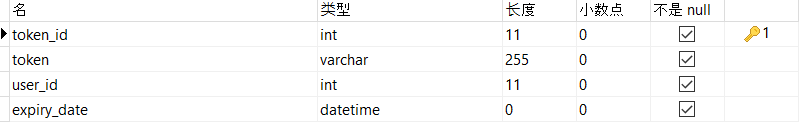 名 类型 长度 小数点 不是 null
token_id int 11 0 1
token varchar 255 0
user_id int 11 0
expiry_date datetime 0 0